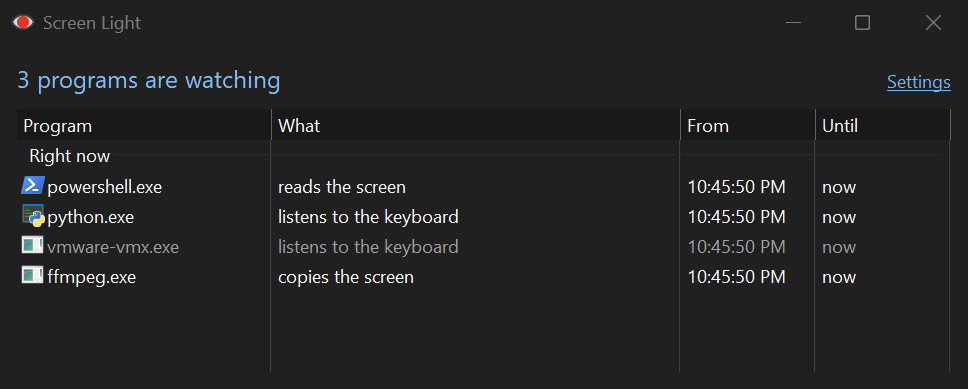 Screen Light
3 programs are watching
Settings
Program What From Until
Right now
powershell.exe reads the screen 10:45:50 PM now
python.exe listens to the keyboard 10:45:50 PM now
vmware-vmx.exe listens to the keyboard 10:45:50 PM now
ffmpeg.exe copies the screen 10:45:50 PM now